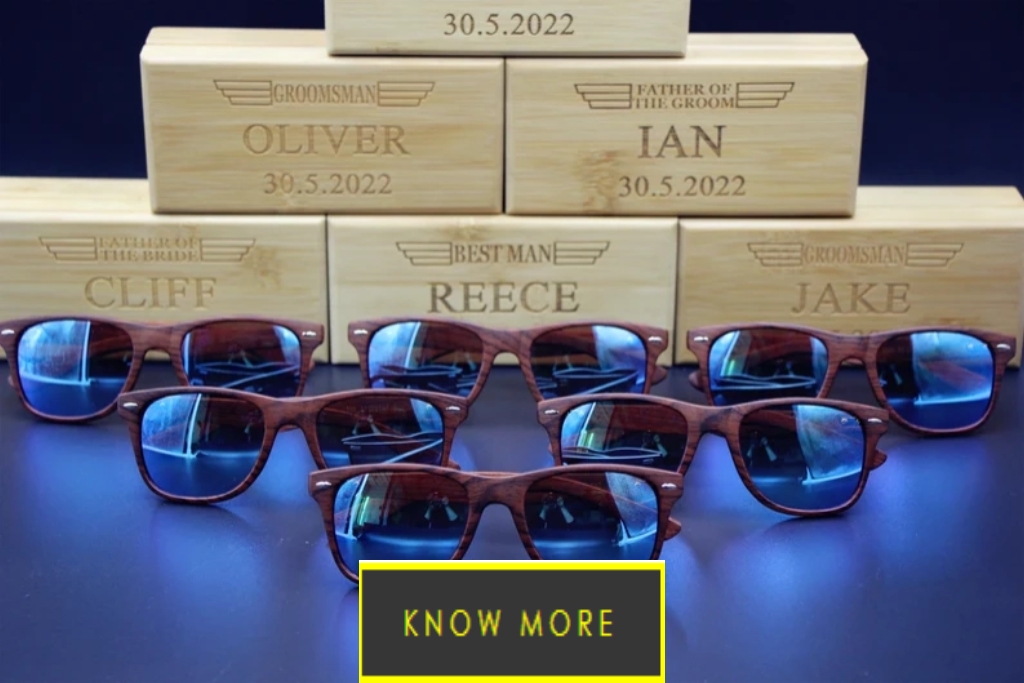 30.5.2022
GROOMSMAN
OLIVER
30.5.2022
FATHER OF
THE GROOM
IAN
30.5.2022
FATHER OF
THE BRIDE
CLIFF
BEST MAN
REECE
GROOMSMAN
JAKE
KNOW MORE